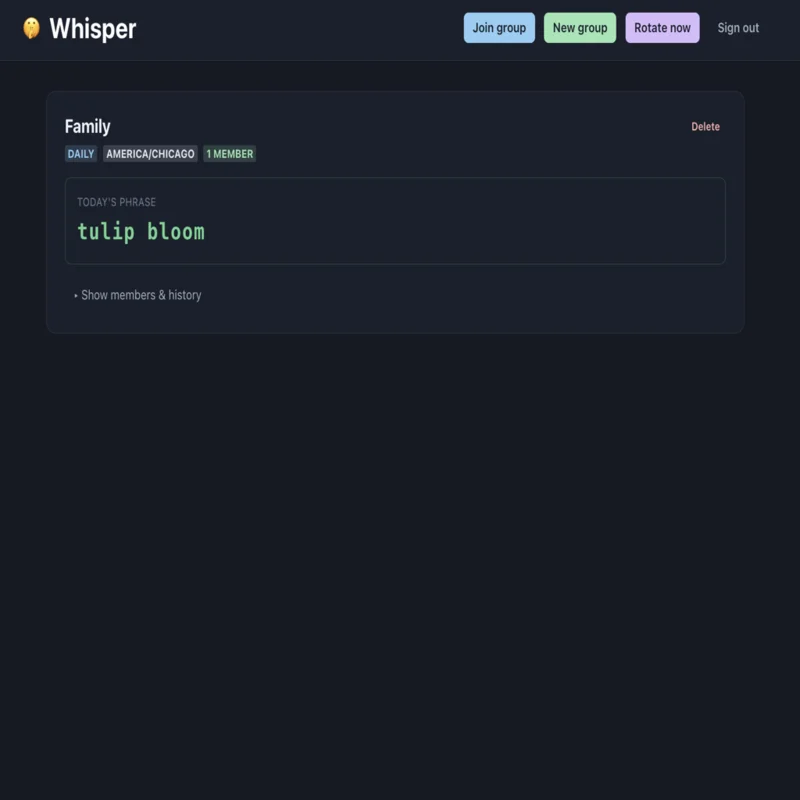 Whisper
Join group
New group
Rotate now
Sign out
Family
Delete
DAILY
AMERICA/CHICAGO
1 MEMBER
TODAY'S PHRASE
tulip bloom
• Show members & history